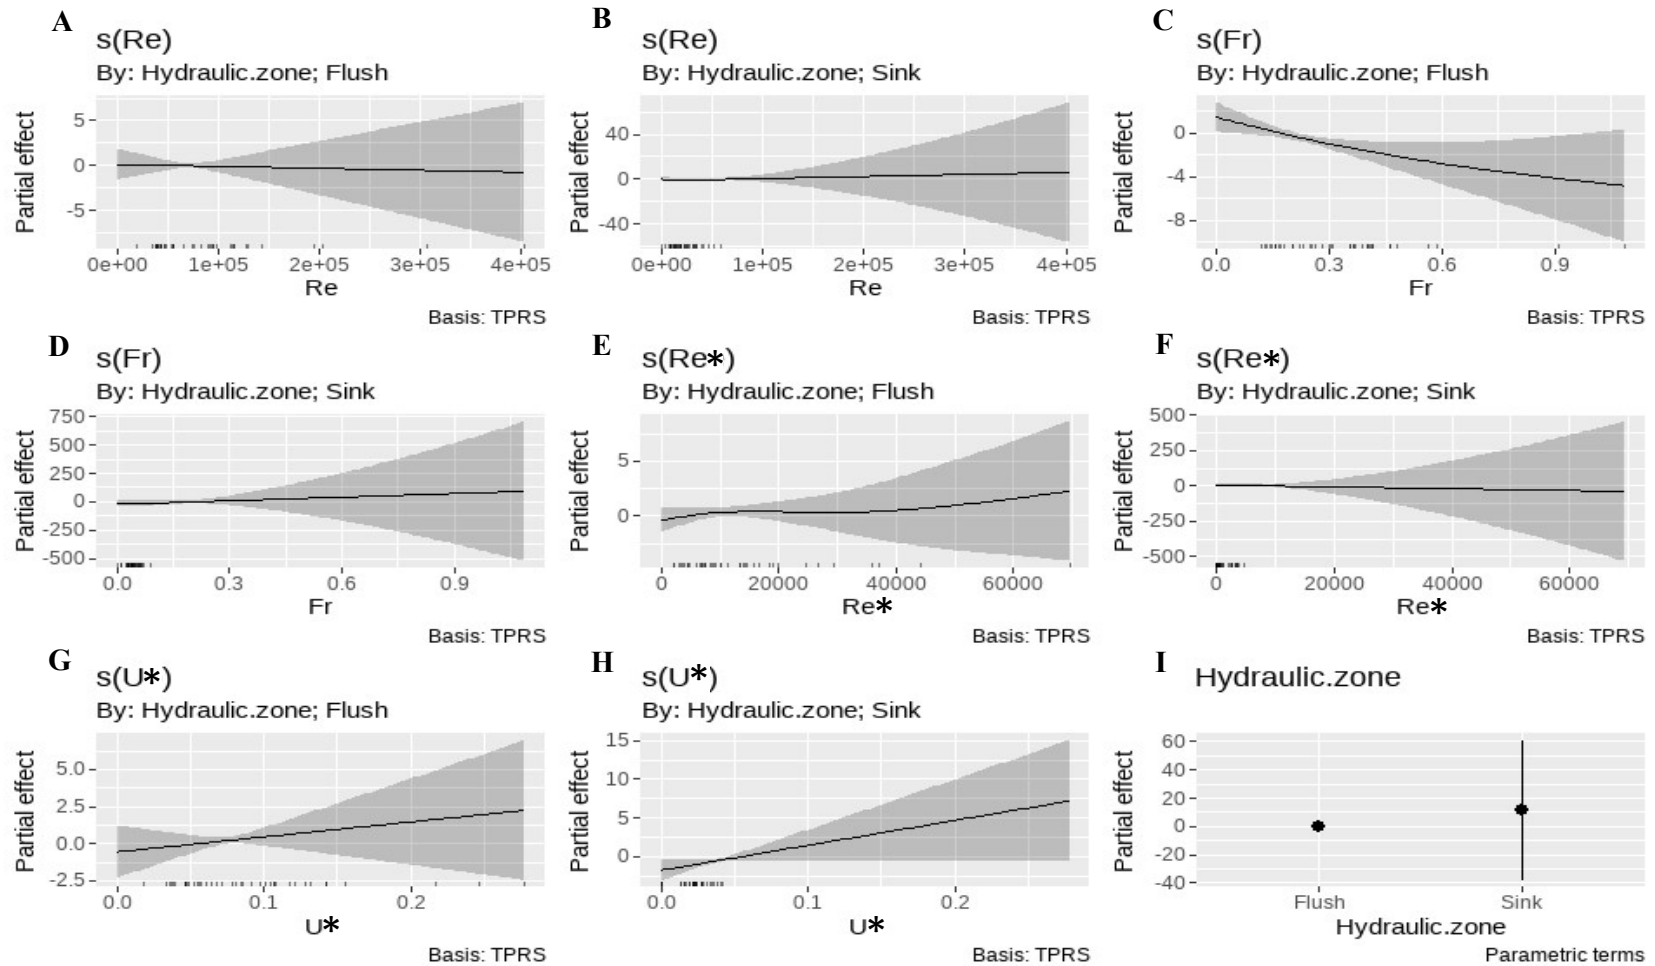 A
s(Re)
By: Hydraulic.zone; Flush
Partial effect
5
0
-5
0e+00 1e+05 2e+05 3e+05 4e+05
Re
Basis: TPRS
B
s(Re)
By: Hydraulic.zone; Sink
Partial effect
40
0
-40
0e+00 1e+05 2e+05 3e+05 4e+05
Re
Basis: TPRS
C
s(Fr)
By: Hydraulic.zone; Flush
Partial effect
0
-4
-8
0.0 0.3 0.6 0.9
Fr
Basis: TPRS
D
s(Fr)
By: Hydraulic.zone; Sink
Partial effect
750
500
250
0
-250
-500
0.0 0.3 0.6 0.9
Fr
Basis: TPRS
E
s(Re*)
By: Hydraulic.zone; Flush
Partial effect
5
0
0 20000 40000 60000
Re*
Basis: TPRS
F
s(Re*)
By: Hydraulic.zone; Sink
Partial effect
500
250
0
-250
-500
0 20000 40000 60000
Re*
Basis: TPRS
G
s(U*)
By: Hydraulic.zone; Flush
Partial effect
5.0
2.5
0.0
-2.5
0.0 0.1 0.2
U*
Basis: TPRS
H
s(U*)
By: Hydraulic.zone; Sink
Partial effect
15
10
5
0
0.0 0.1 0.2
U*
Basis: TPRS
I
Hydraulic.zone
Partial effect
60
40
20
0
-20
-40
Flush Sink
Hydraulic.zone
Parametric terms